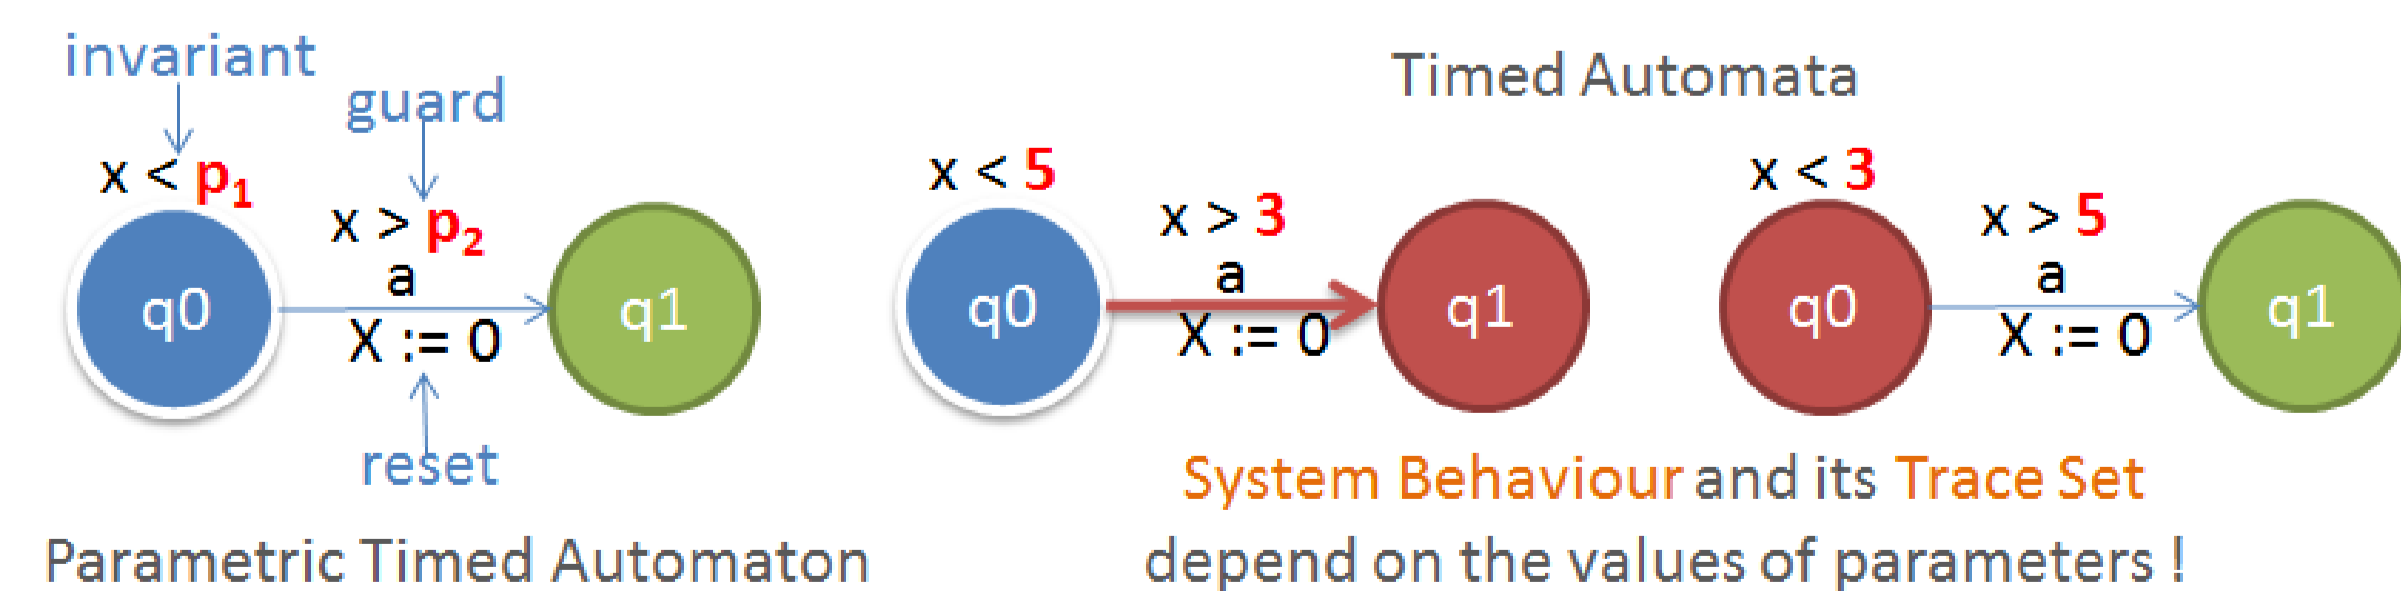 invariant
guard
x < p1
x > p2
a
X := 0
q0
q1
reset
Parametric Timed Automaton
Timed Automata
x < 5
x > 3
a
X := 0
q0
q1
x < 3
x > 5
a
X := 0
q0
q1
System Behaviour and its Trace Set
depend on the values of parameters !